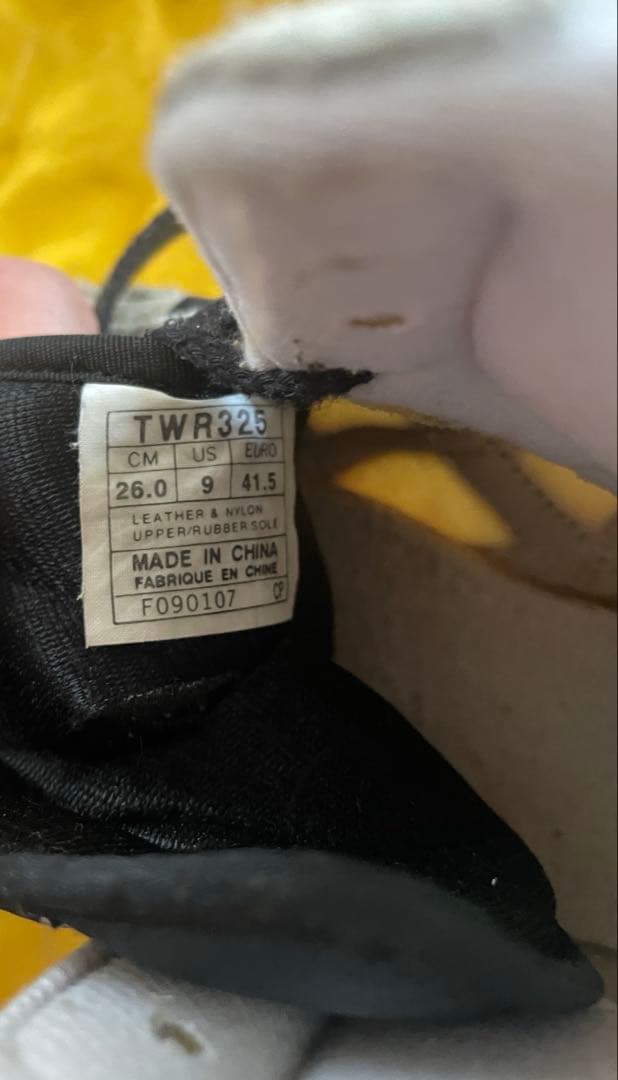 TWR325
CM US EURO
26.0 9 41.5
LEATHER & NYLON
UPPER/RUBBER SOLE
MADE IN CHINA
FABRIQUE EN CHINE
F090107 CP